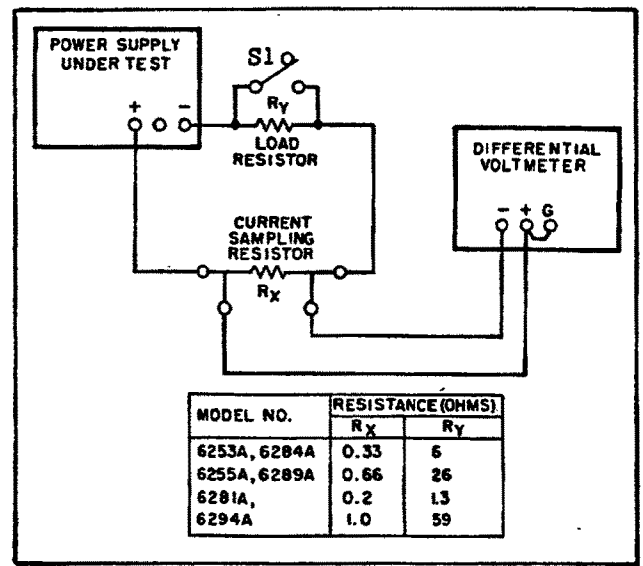 POWER SUPPLY
UNDER TEST
+ -
S1
RY
LOAD
RESISTOR
DIFFERENTIAL
VOLTMETER
- + G
CURRENT
SAMPLING
RESISTOR
RX
MODEL NO. RESISTANCE (OHMS)
RX RY
6253A, 6284A 0.33 6
6255A, 6289A 0.66 26
6281A, 0.2 1.3
6294A 1.0 59